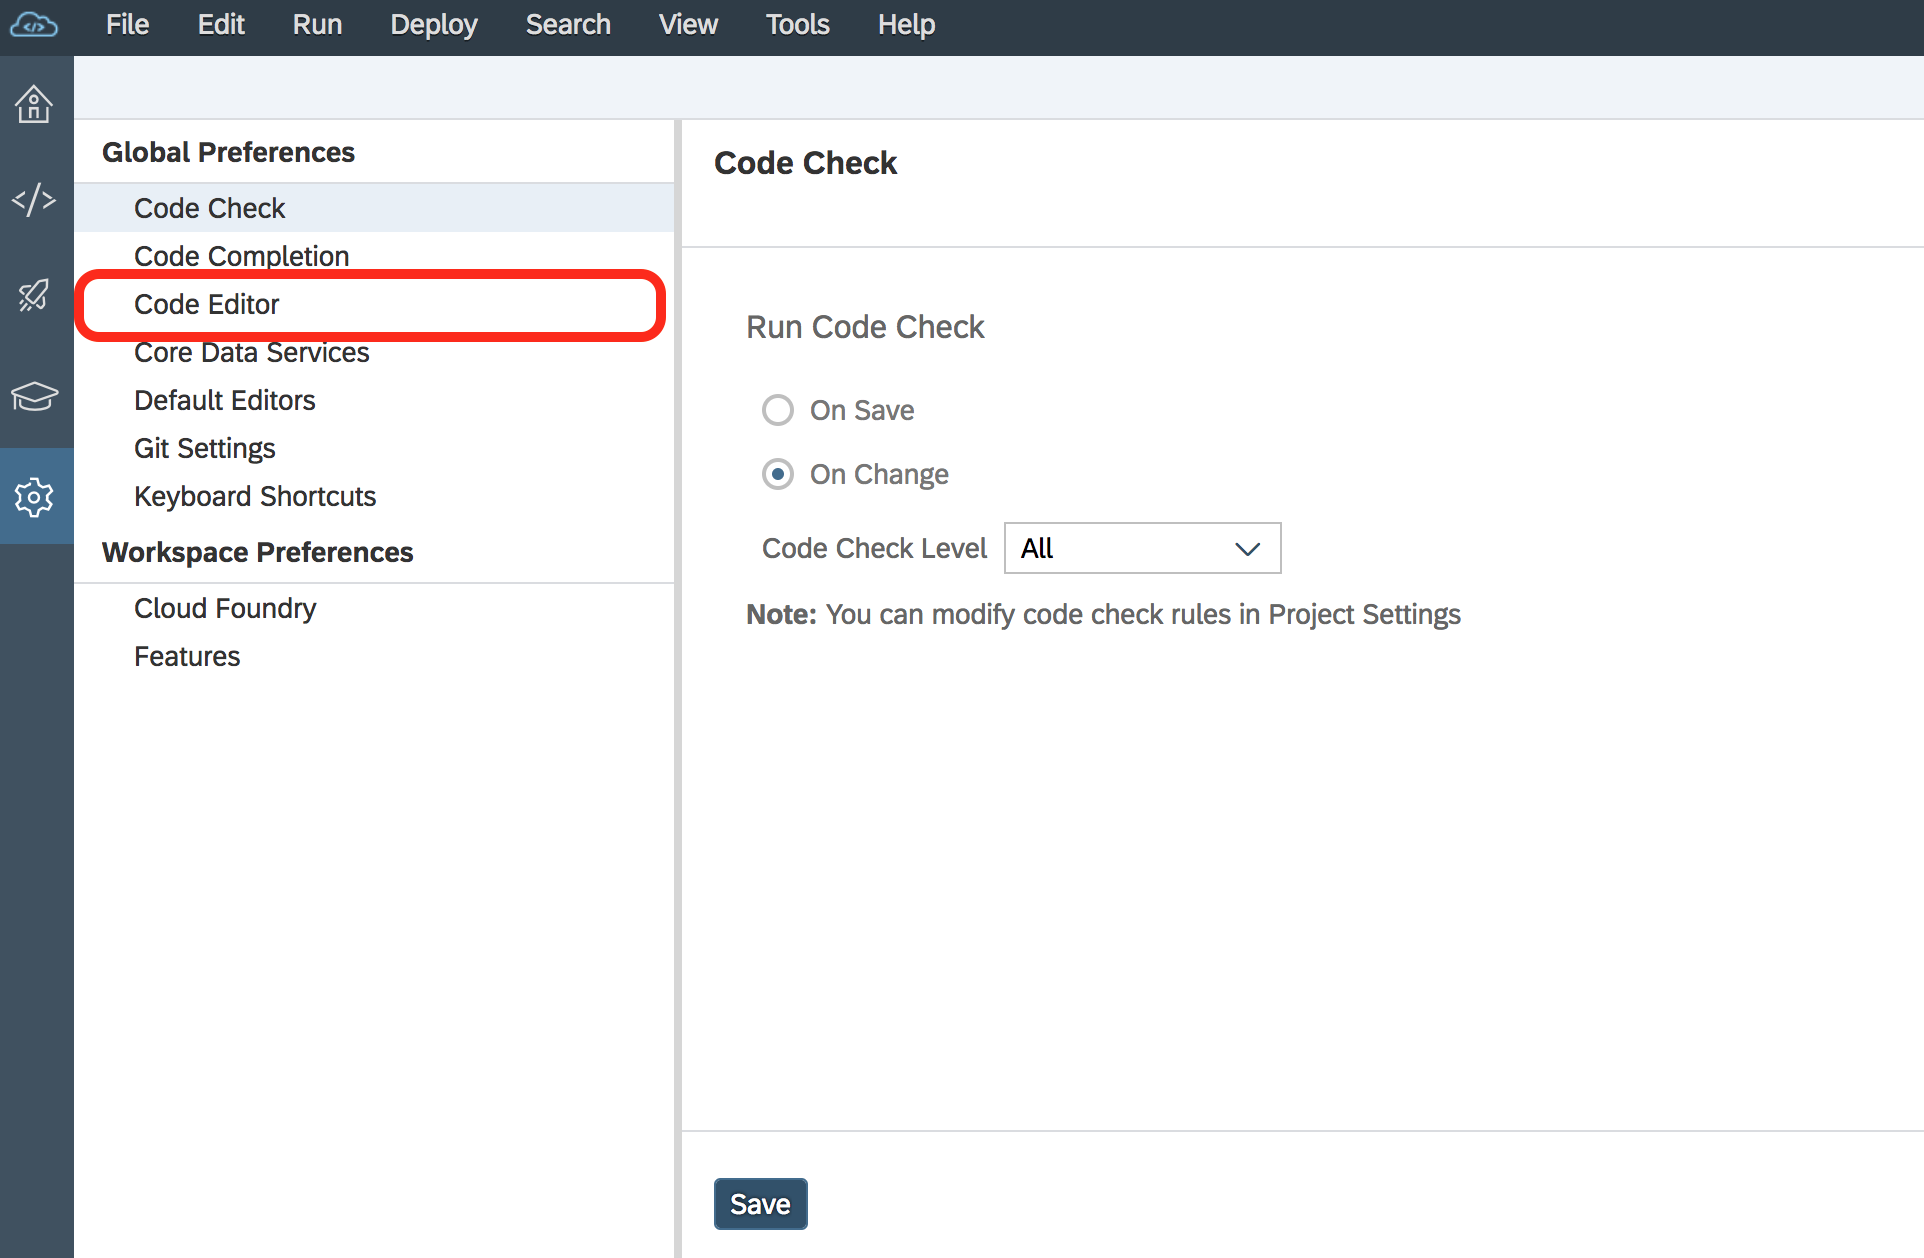 File Edit Run Deploy Search View Tools Help
Global Preferences
Code Check
Code Completion
Code Editor
Core Data Services
Default Editors
Git Settings
Keyboard Shortcuts
Workspace Preferences
Cloud Foundry
Features
Code Check
Run Code Check
On Save
On Change
Code Check Level All
Note: You can modify code check rules in Project Settings
Save